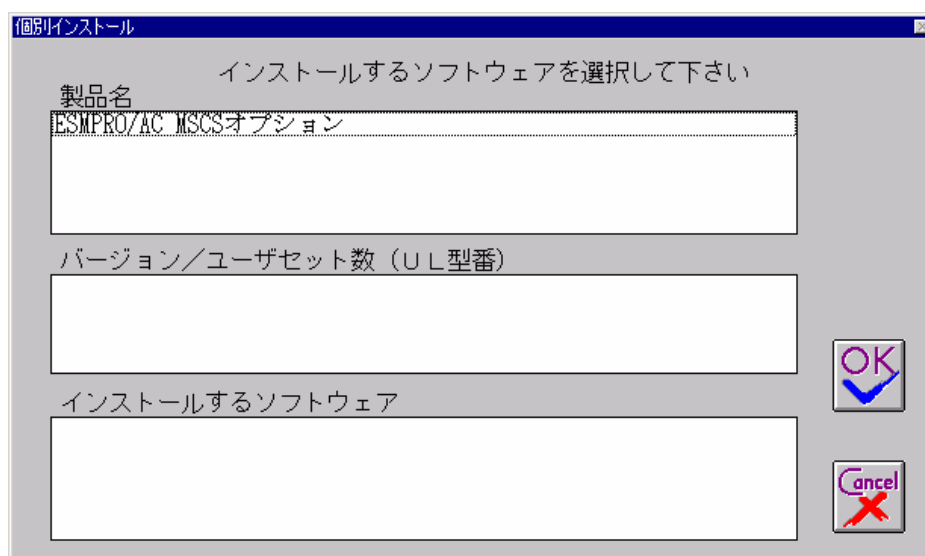 個別インストール
インストールするソフトウェアを選択して下さい
製品名
ESMPRO/AC MSCSオプション
バージョン／ユーザセット数（ＵＬ型番）
OK
インストールするソフトウェア
Cancel